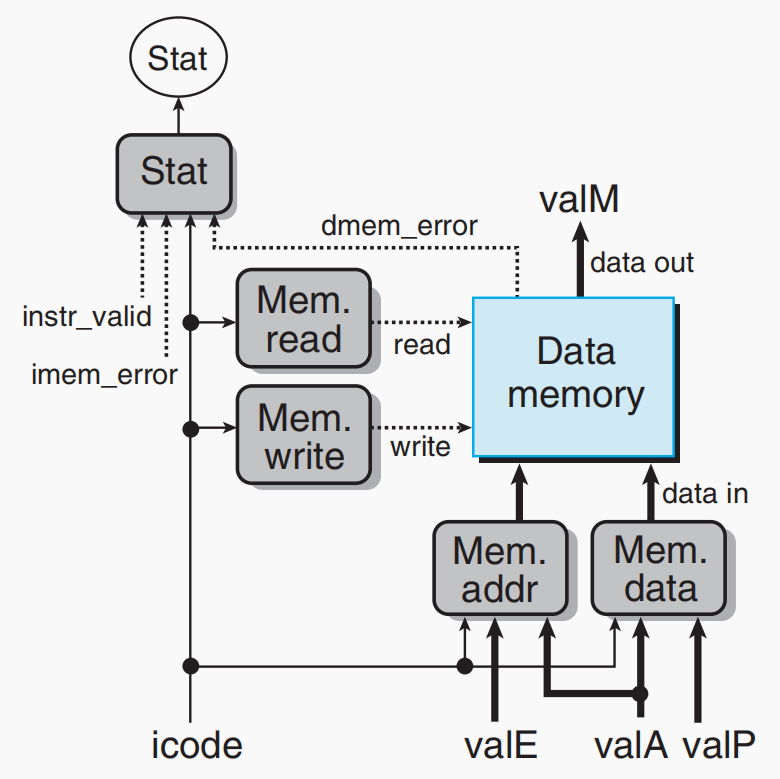 Stat
Stat
valM
dmem_error
data out
instr_valid
Mem.
read
read
Data
memory
imem_error
Mem.
write
write
data in
Mem.
addr
Mem.
data
icode
valE
valA
valP